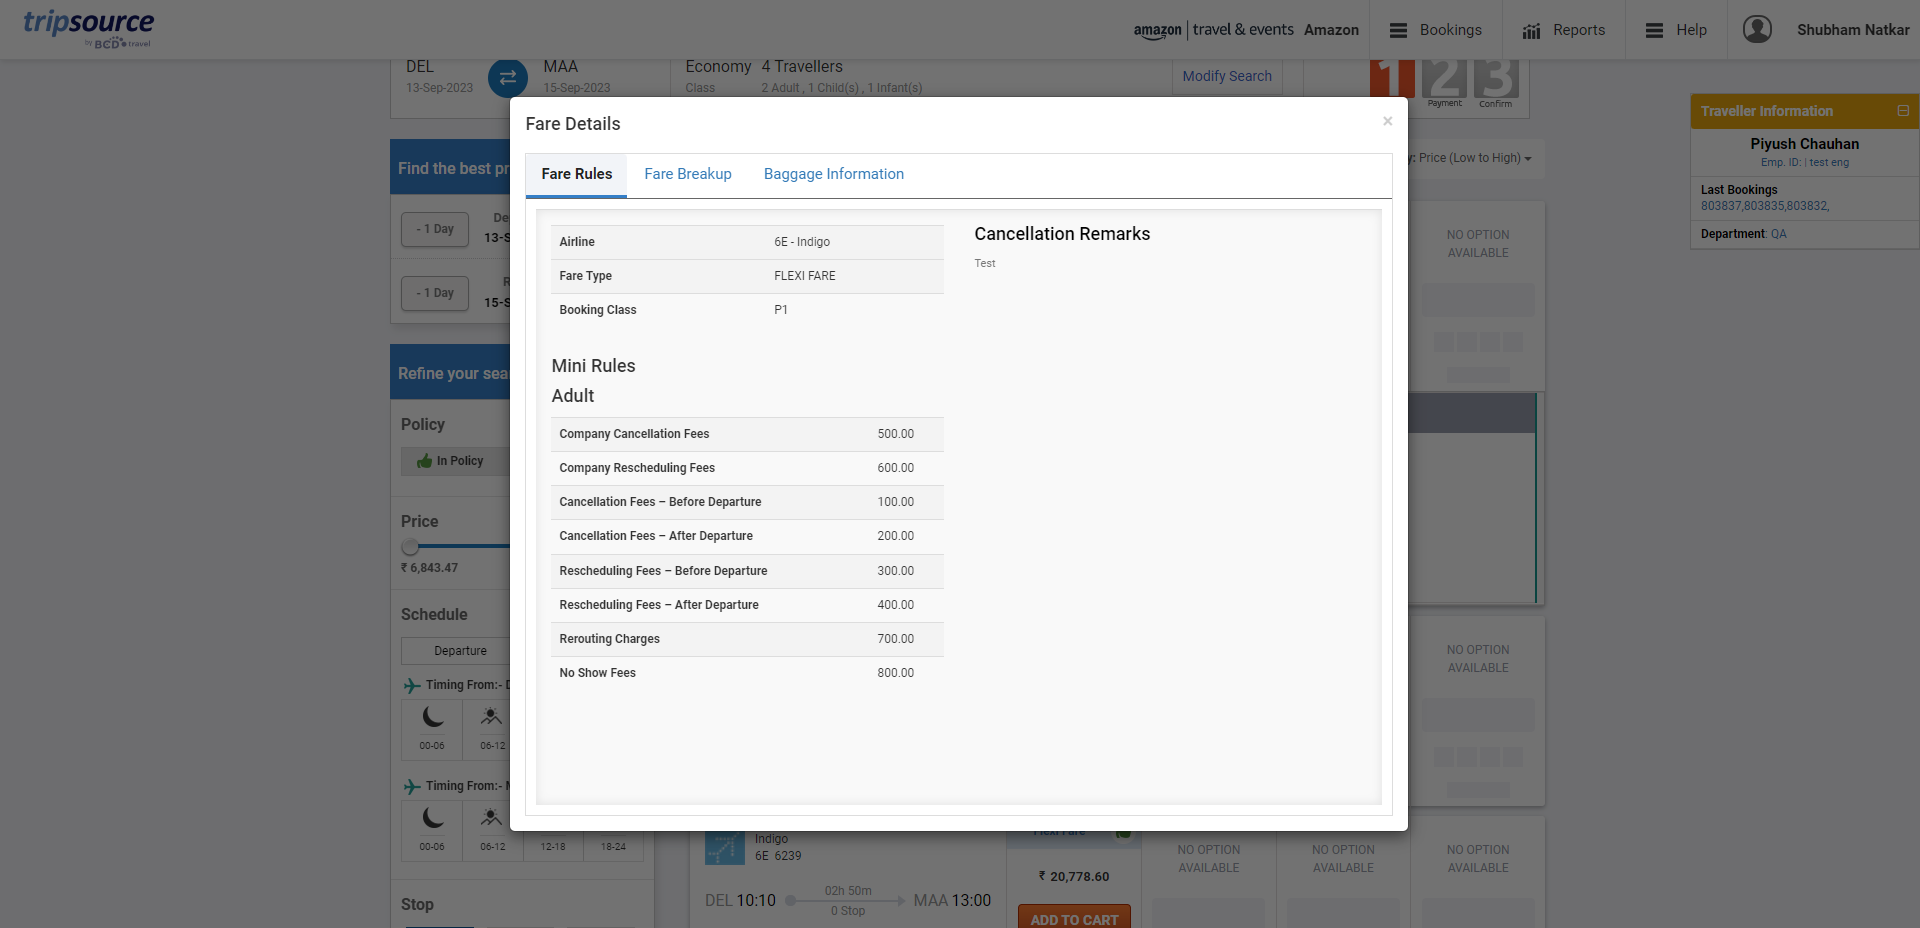 tripsource
by BCD travel
amazon travel & events Amazon
Bookings
Reports
Help
Shubham Natkar
DEL
13-Sep-2023
MAA
15-Sep-2023
Economy
Class
4 Travellers
2 Adult , 1 Child(s) , 1 Infant(s)
Modify Search
1 2 3
Payment
Confirm
Traveller Information
Piyush Chauhan
Emp. ID: | test eng
Last Bookings
803837,803835,803832,
Department: QA
Find the best pr
- 1 Day
De
13-S
- 1 Day
R
15-S
Refine your sea
Policy
In Policy
Price
₹ 6,843.47
Schedule
Departure
Timing From:- D
00-06
06-12
Timing From:- M
00-06
06-12
12-18
18-24
Stop
Fare Details
×
Fare Rules
Fare Breakup
Baggage Information
Airline 6E - Indigo
Fare Type FLEXI FARE
Booking Class P1
Mini Rules
Adult
Company Cancellation Fees 500.00
Company Rescheduling Fees 600.00
Cancellation Fees – Before Departure 100.00
Cancellation Fees – After Departure 200.00
Rescheduling Fees – Before Departure 300.00
Rescheduling Fees – After Departure 400.00
Rerouting Charges 700.00
No Show Fees 800.00
Cancellation Remarks
Test
y: Price (Low to High)
NO OPTION
AVAILABLE
NO OPTION
AVAILABLE
Indigo
6E 6239
DEL 10:10
02h 50m
0 Stop
MAA 13:00
Flexi Fare
₹ 20,778.60
ADD TO CART
NO OPTION
AVAILABLE
NO OPTION
AVAILABLE
NO OPTION
AVAILABLE